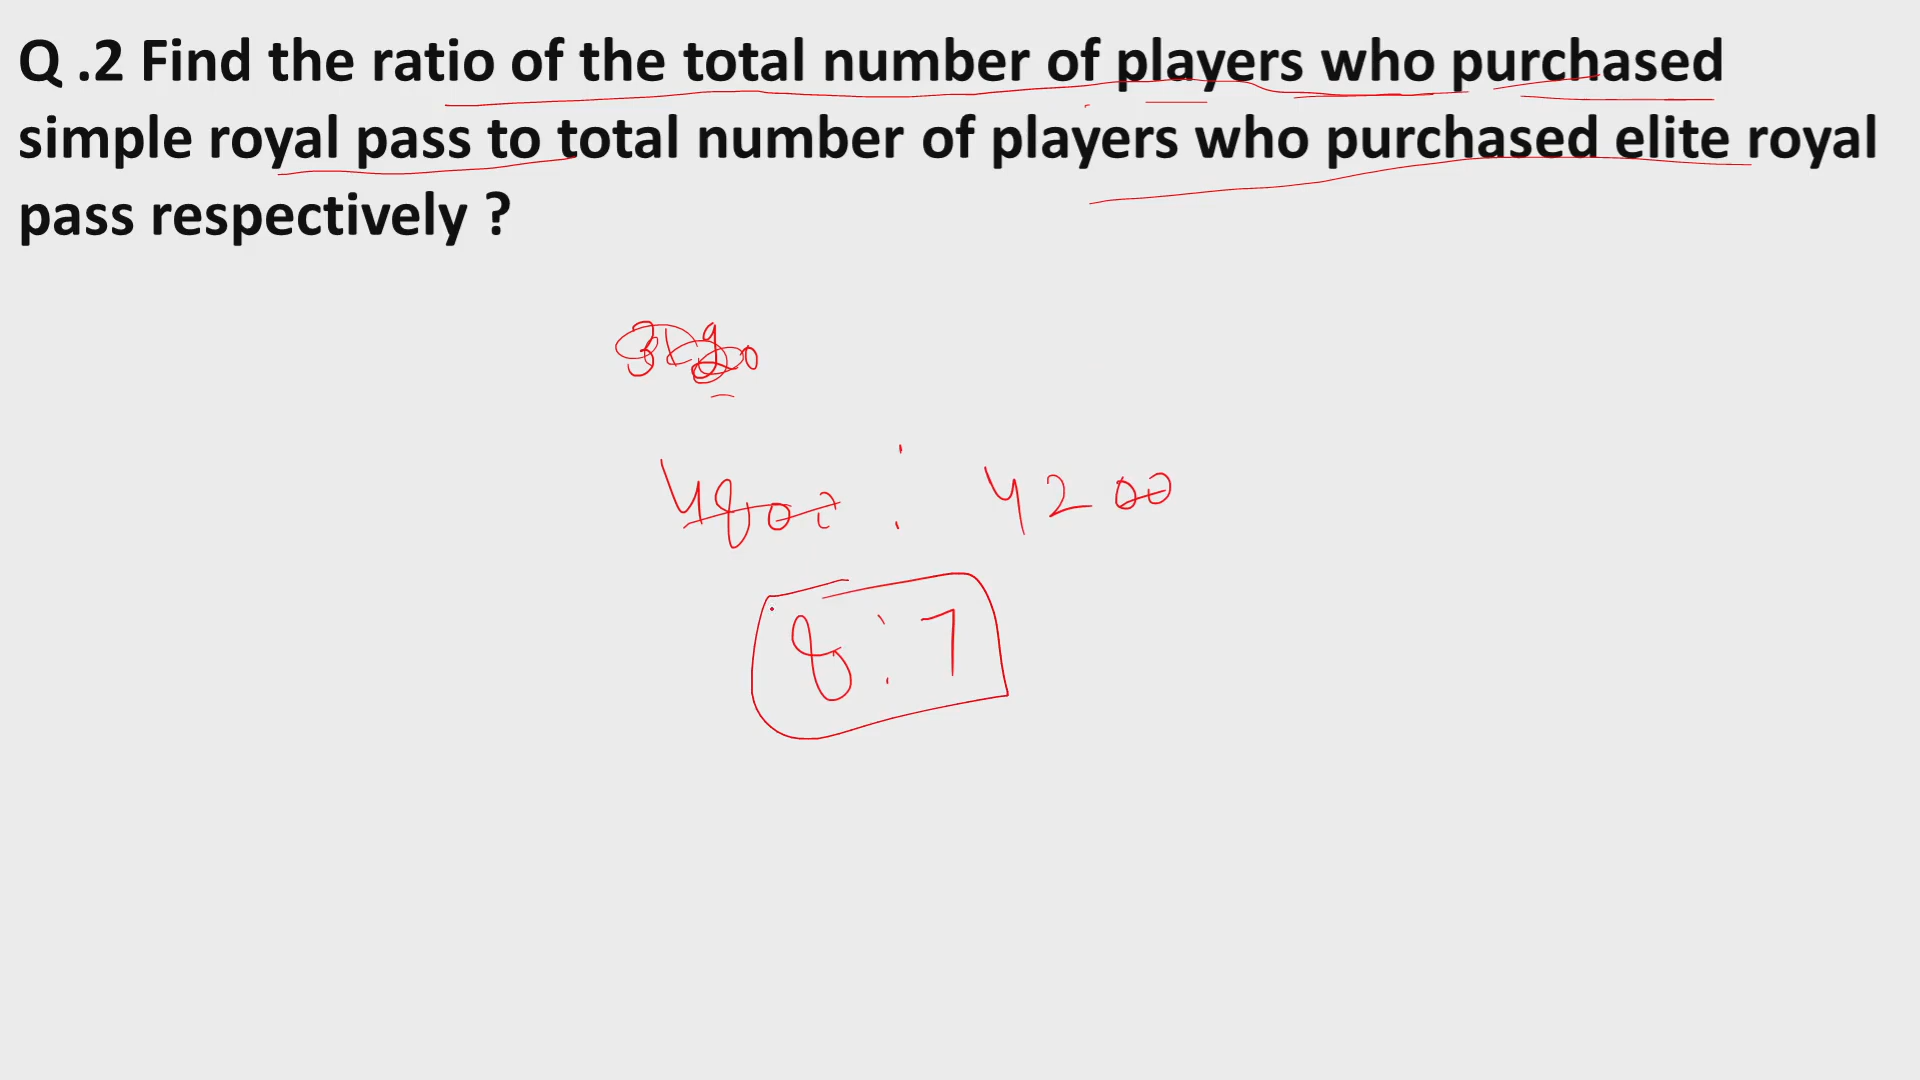 Q .2 Find the ratio of the total number of players who purchased
simple royal pass to total number of players who purchased elite royal
pass respectively ?
4800 : 4200
8 : 7